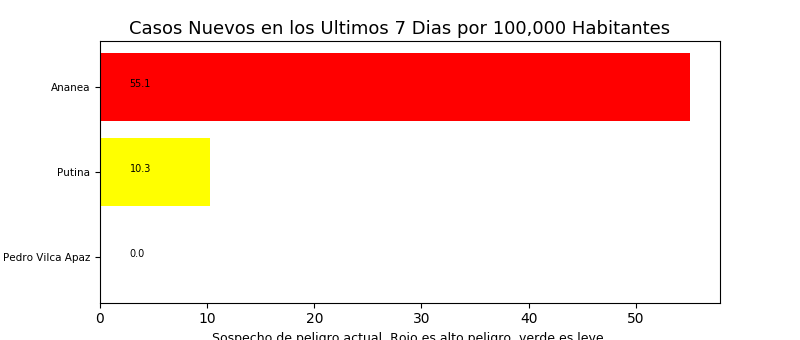 Casos Nuevos en los Ultimos 7 Dias por 100,000 Habitantes
Ananea
55.1
Putina
10.3
Pedro Vilca Apaz
0.0
0 10 20 30 40 50
Sospecho de peligro actual. Rojo es alto peligro, verde es leve